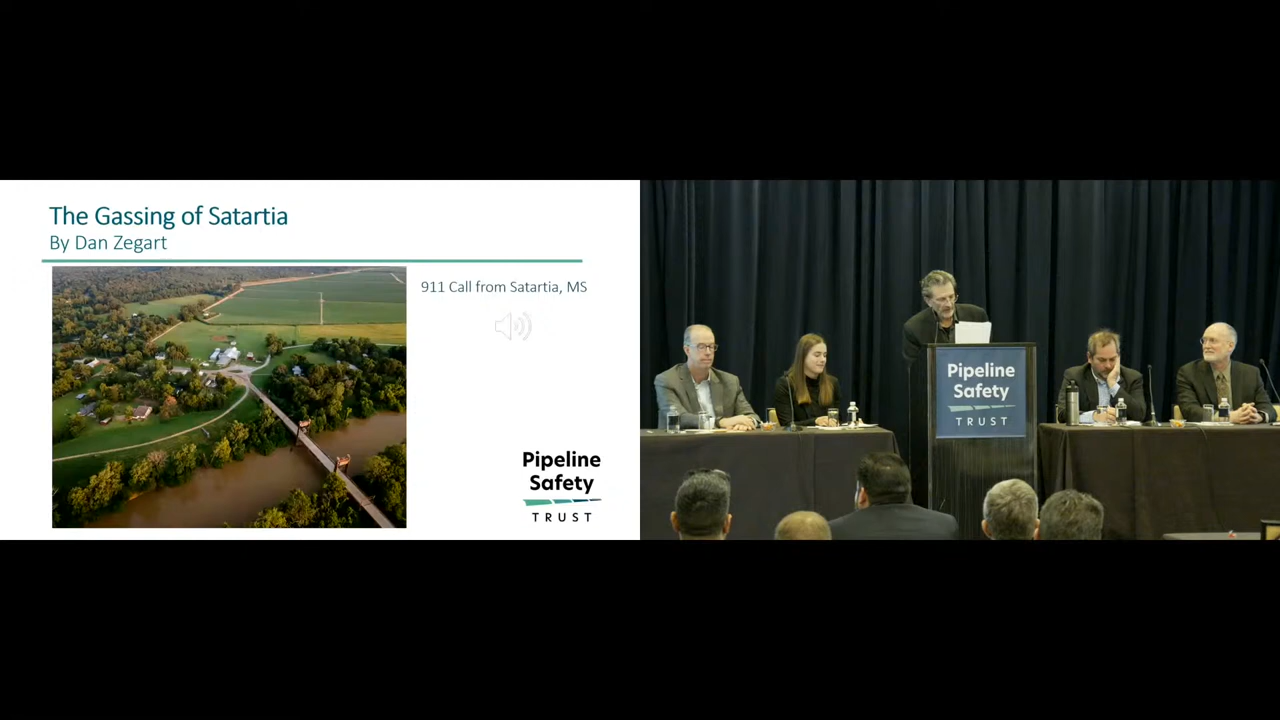 The Gassing of Satartia
By Dan Zegart
911 Call from Satartia, MS
Pipeline
Safety
TRUST
Pipeline
Safety
TRUST